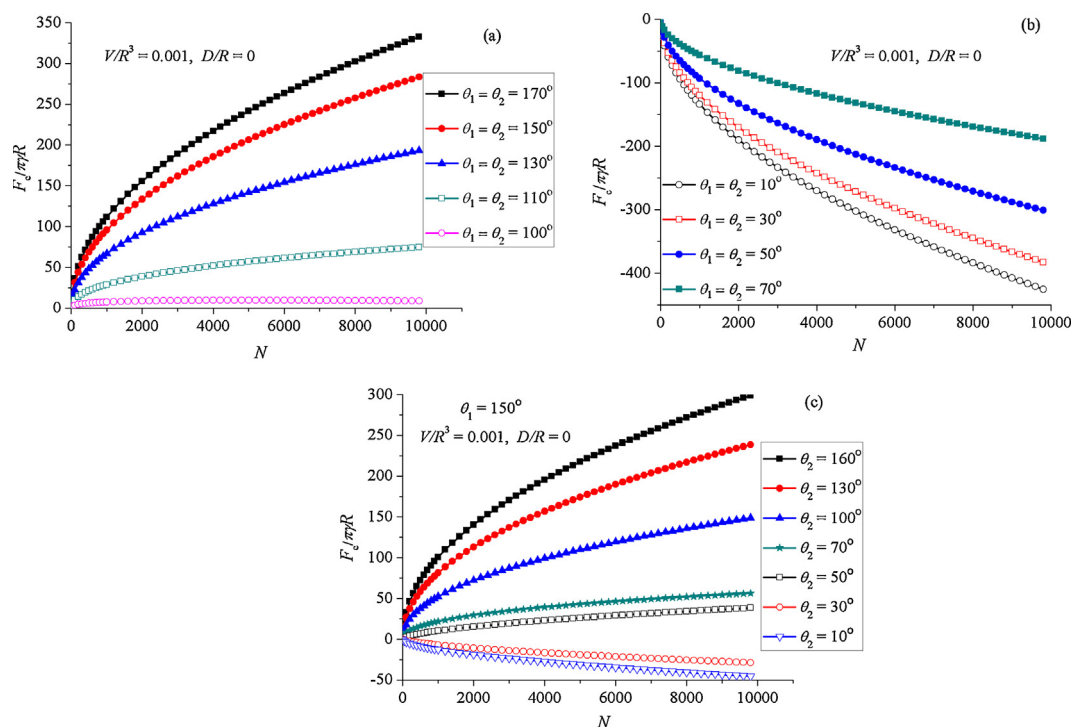 (a)
V/R³ = 0.001, D/R = 0
350
300
250
200
150
100
50
0
Fc/πγR
0 2000 4000 6000 8000 10000
N
θ₁ = θ₂ = 170°
θ₁ = θ₂ = 150°
θ₁ = θ₂ = 130°
θ₁ = θ₂ = 110°
θ₁ = θ₂ = 100°
(b)
V/R³ = 0.001, D/R = 0
0
-100
-200
-300
-400
Fc/πγR
0 2000 4000 6000 8000 10000
N
θ₁ = θ₂ = 10°
θ₁ = θ₂ = 30°
θ₁ = θ₂ = 50°
θ₁ = θ₂ = 70°
(c)
θ₁ = 150°
V/R³ = 0.001, D/R = 0
300
250
200
150
100
50
0
-50
Fc/πγR
0 2000 4000 6000 8000 10000
N
θ₂ = 160°
θ₂ = 130°
θ₂ = 100°
θ₂ = 70°
θ₂ = 50°
θ₂ = 30°
θ₂ = 10°